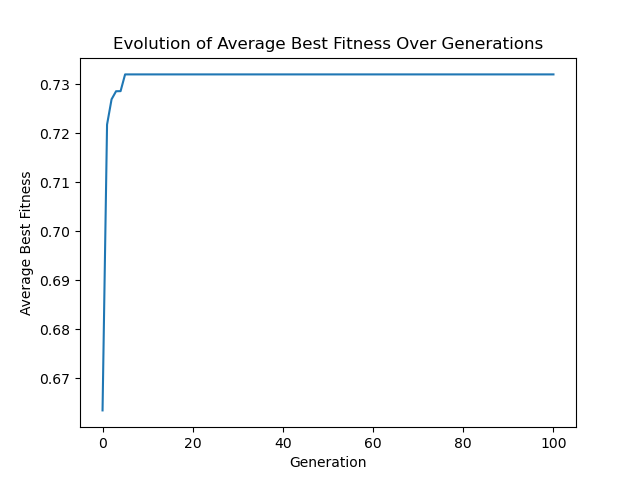 Evolution of Average Best Fitness Over Generations
0.73
0.72
0.71
0.70
0.69
0.68
0.67
Average Best Fitness
0 20 40 60 80 100
Generation